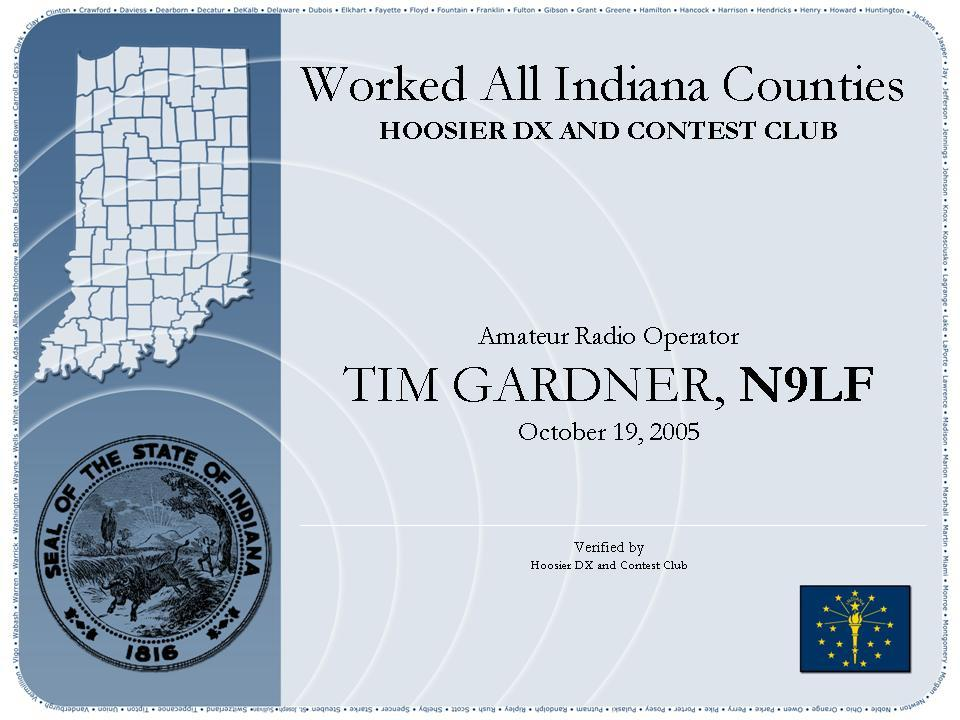 Clinton • Crawford • Daviess • Dearborn • Decatur • DeKalb • Delaware • Dubois • Elkhart • Fayette • Floyd • Fountain • Franklin • Fulton • Gibson • Grant • Greene • Hamilton • Hancock • Harrison • Hendricks • Henry • Howard • Huntington •
Worked All Indiana Counties
HOOSIER DX AND CONTEST CLUB
Amateur Radio Operator
TIM GARDNER, N9LF
October 19, 2005
Verified by
Hoosier DX and Contest Club
SEAL OF THE STATE OF INDIANA
1816
INDIANA
Jackson • Jasper • Jay • Jefferson • Jennings • Johnson • Knox • Kosciusko • Lagrange • Lake • LaPorte • Lawrence • Madison • Marion • Marshall • Martin • Miami • Monroe • Montgomery • Morgan •
Vanderburgh • Union • Tipton • Tippecanoe • Switzerland • Sullivan • St. Joseph • Steuben • Starke • Spencer • Shelby • Scott • Rush • Ripley • Randolph • Putnam • Pulaski • Posey • Porter • Pike • Perry • Parke • Owen • Orange • Ohio • Noble • Newton
Vermillion • Vigo • Wabash • Warren • Warrick • Washington • Wayne • Wells • White • Whitley • Adams • Allen • Bartholomew • Benton • Blackford • Boone • Brown • Carroll • Cass • Clark • Clay •